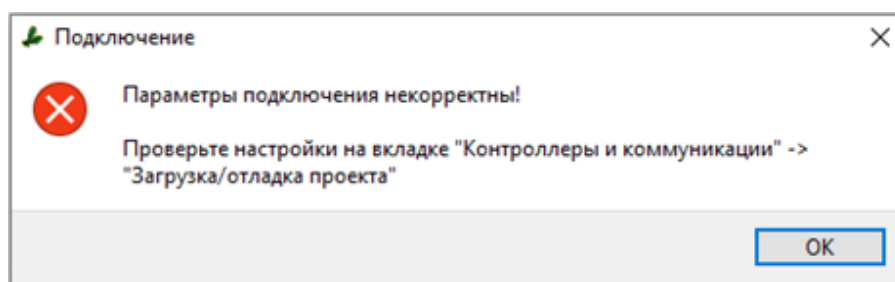 Подключение
Параметры подключения некорректны!
Проверьте настройки на вкладке "Контроллеры и коммуникации" ->
"Загрузка/отладка проекта"
OK